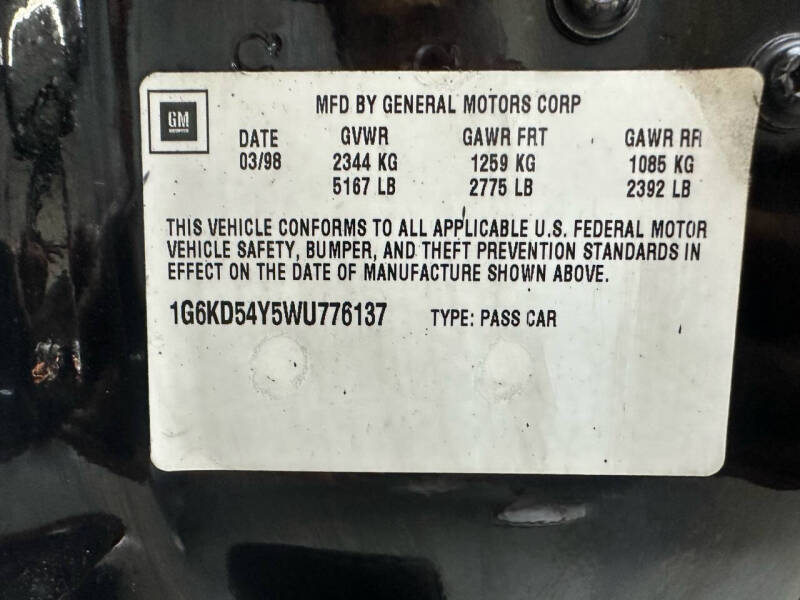 MFD BY GENERAL MOTORS CORP
GM
DATE GVWR GAWR FRT GAWR RR
03/98 2344 KG 1259 KG 1085 KG
5167 LB 2775 LB 2392 LB
THIS VEHICLE CONFORMS TO ALL APPLICABLE U.S. FEDERAL MOTOR
VEHICLE SAFETY, BUMPER, AND THEFT PREVENTION STANDARDS IN
EFFECT ON THE DATE OF MANUFACTURE SHOWN ABOVE.
1G6KD54Y5WU776137 TYPE: PASS CAR